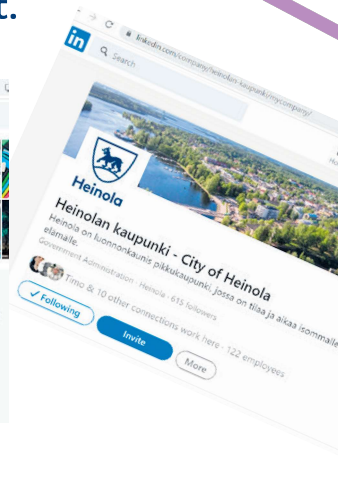 t.
linkedin.com/company/heinolan-kaupunki/mycompany/
in
Search
Heinola
Heinolan kaupunki - City of Heinola
Heinola on luonnonkaunis pikkukaupunki, jossa on tilaa ja aikaa isommalle
elämälle.
Government Administration · Heinola · 615 followers
Timo & 10 other connections work here · 122 employees
✓ Following
Invite
More